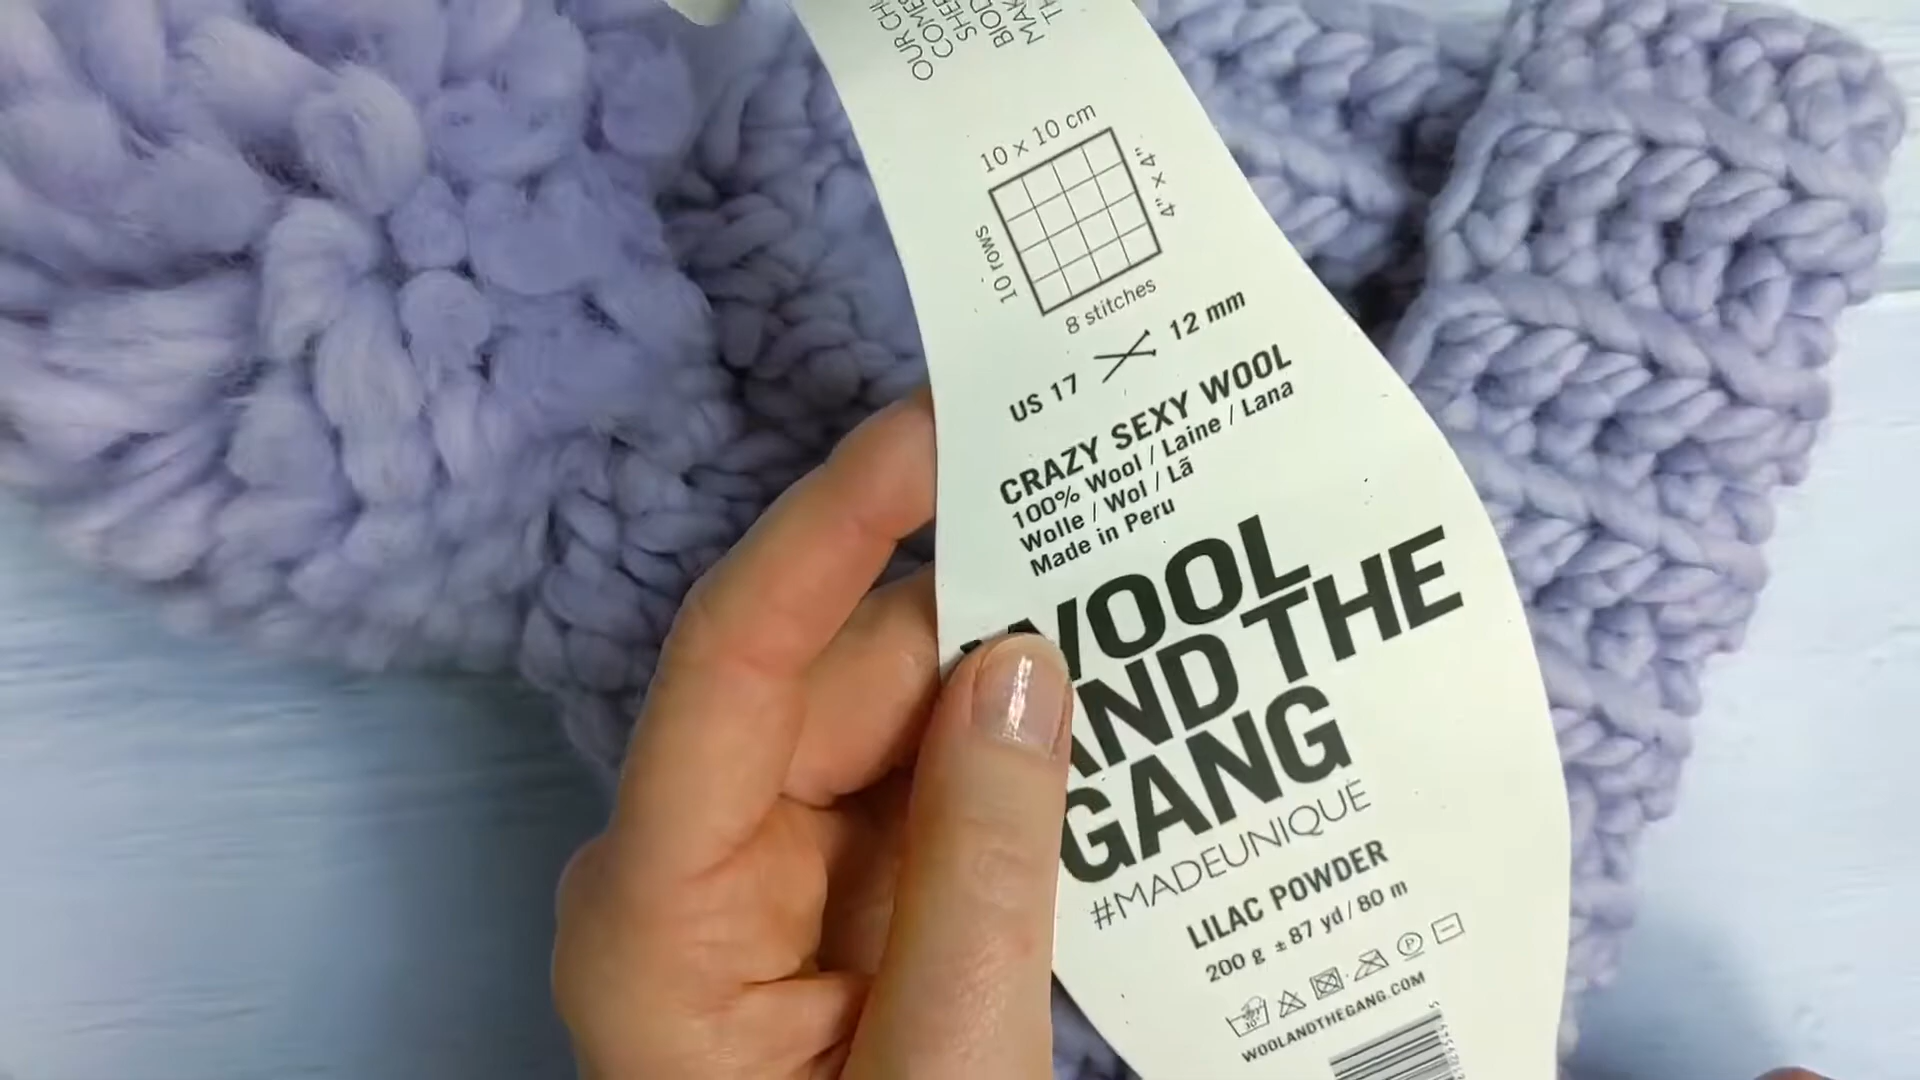 10 × 10 cm
4" × 4"
10 rows
8 stitches
US 17 12 mm
CRAZY SEXY WOOL
100% Wool / Laine / Lana
Wolle / Wol / Lã
Made in Peru
WOOL
AND THE
GANG
#MADEUNIQUE
LILAC POWDER
200 g ±87 yd / 80 m
30°
P
WOOLANDTHEGANG.COM